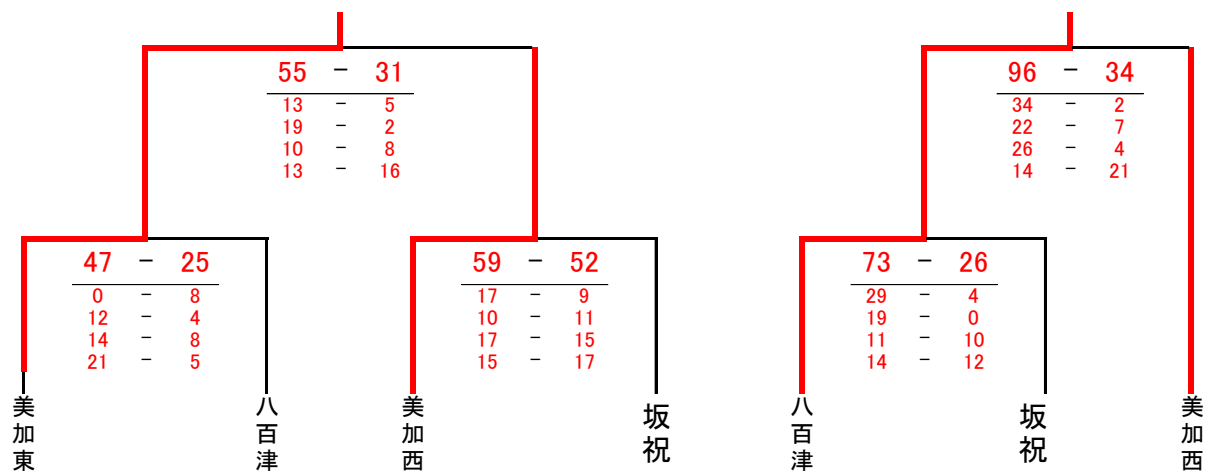 55 － 31
13 － 5
19 － 2
10 － 8
13 － 16
96 － 34
34 － 2
22 － 7
26 － 4
14 － 21
47 － 25
0 － 8
12 － 4
14 － 8
21 － 5
59 － 52
17 － 9
10 － 11
17 － 15
15 － 17
73 － 26
29 － 4
19 － 0
11 － 10
14 － 12
美加東
八百津
美加西
坂祝
八百津
坂祝
美加西